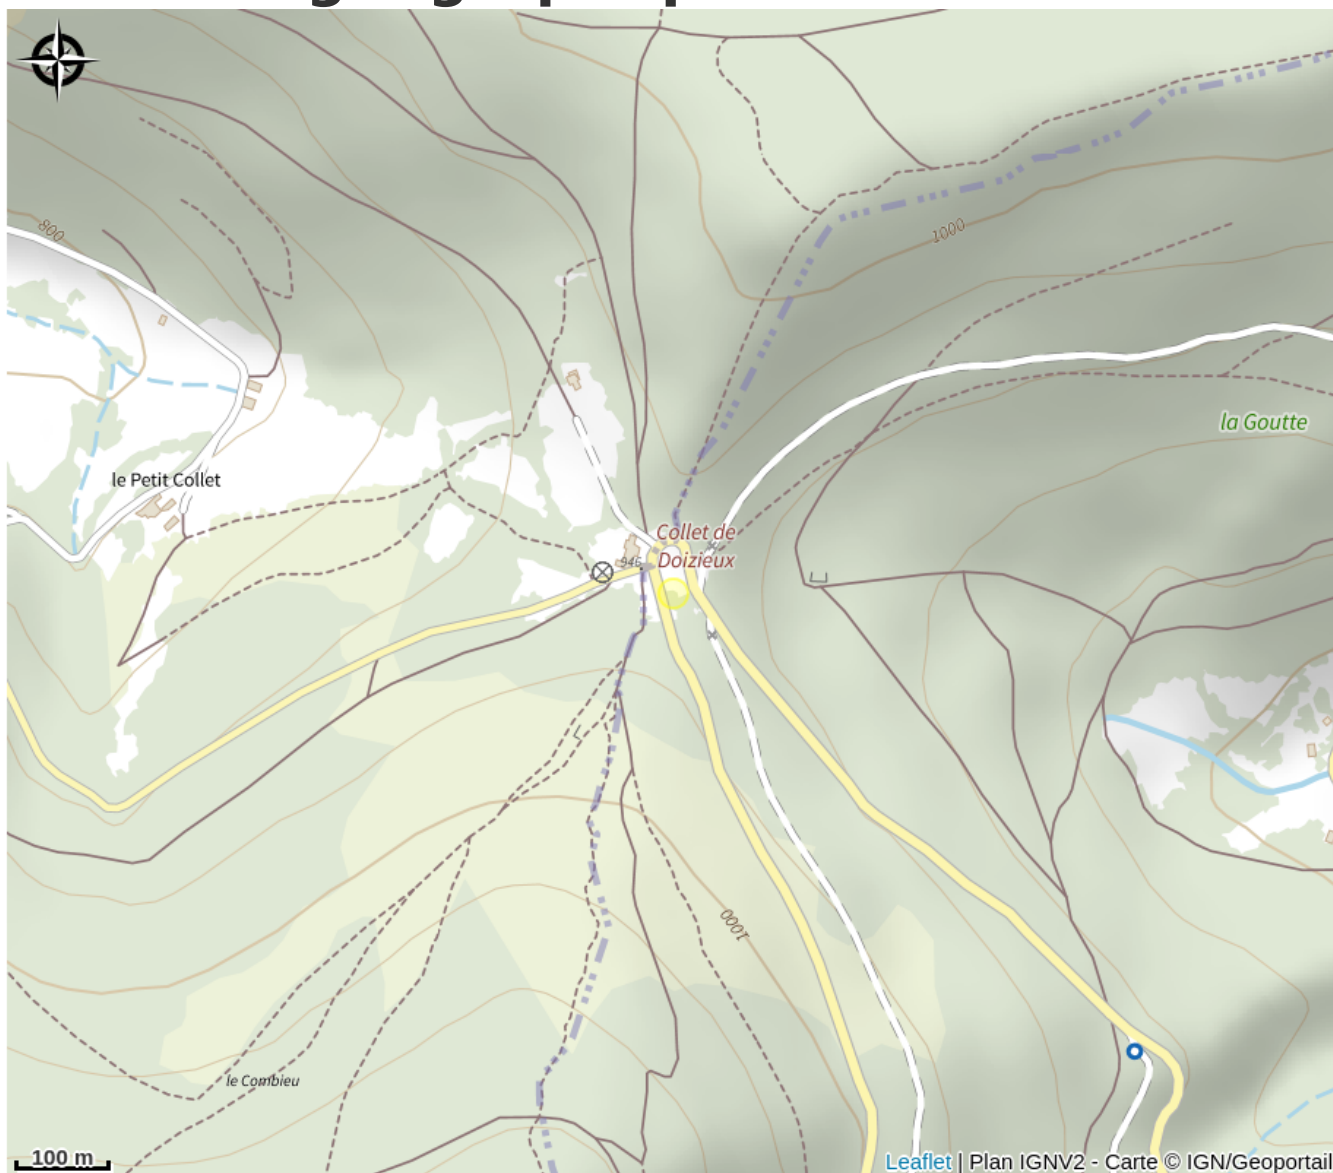 800
1000
la Goutte
le Petit Collet
Collet de
Doizieux
946
1000
le Combieu
100 m
Leaflet | Plan IGNV2 - Carte © IGN/Geoportail